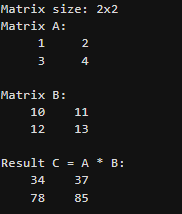 Matrix size: 2x2
Matrix A:
1 2
3 4
Matrix B:
10 11
12 13
Result C = A * B:
34 37
78 85